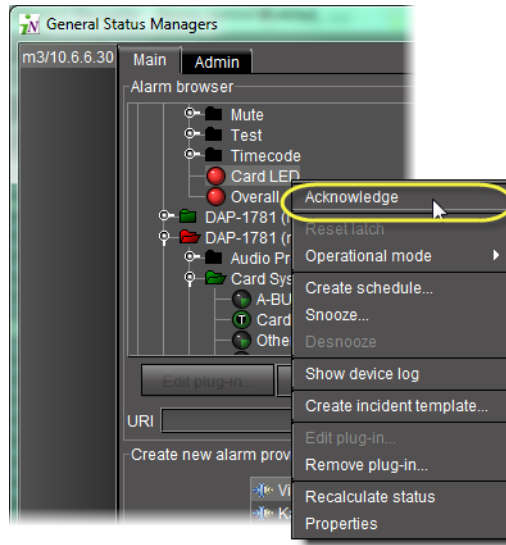 General Status Managers
m3/10.6.6.30
Main
Admin
Alarm browser
Mute
Test
Timecode
Card LED
Overall
DAP-1781 (
DAP-1781 (r
Audio Pr
Card Sys
A-BU
T Card
Othe
Edit plug-in...
URI
Create new alarm prov
Vi
Ka
Acknowledge
Reset latch
Operational mode
Create schedule...
Snooze...
Desnooze
Show device log
Create incident template...
Edit plug-in...
Remove plug-in...
Recalculate status
Properties